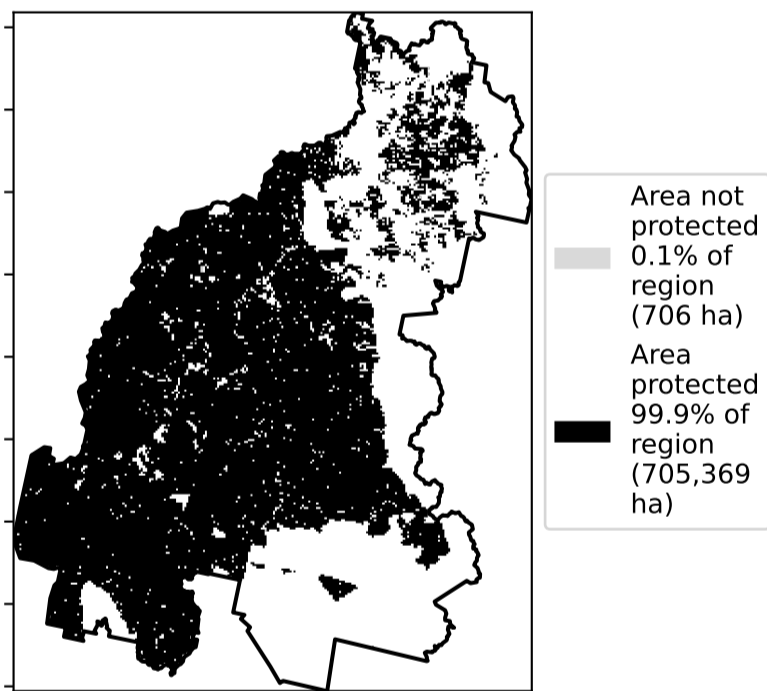 Area not
protected
0.1% of
region
(706 ha)
Area
protected
99.9% of
region
(705,369
ha)